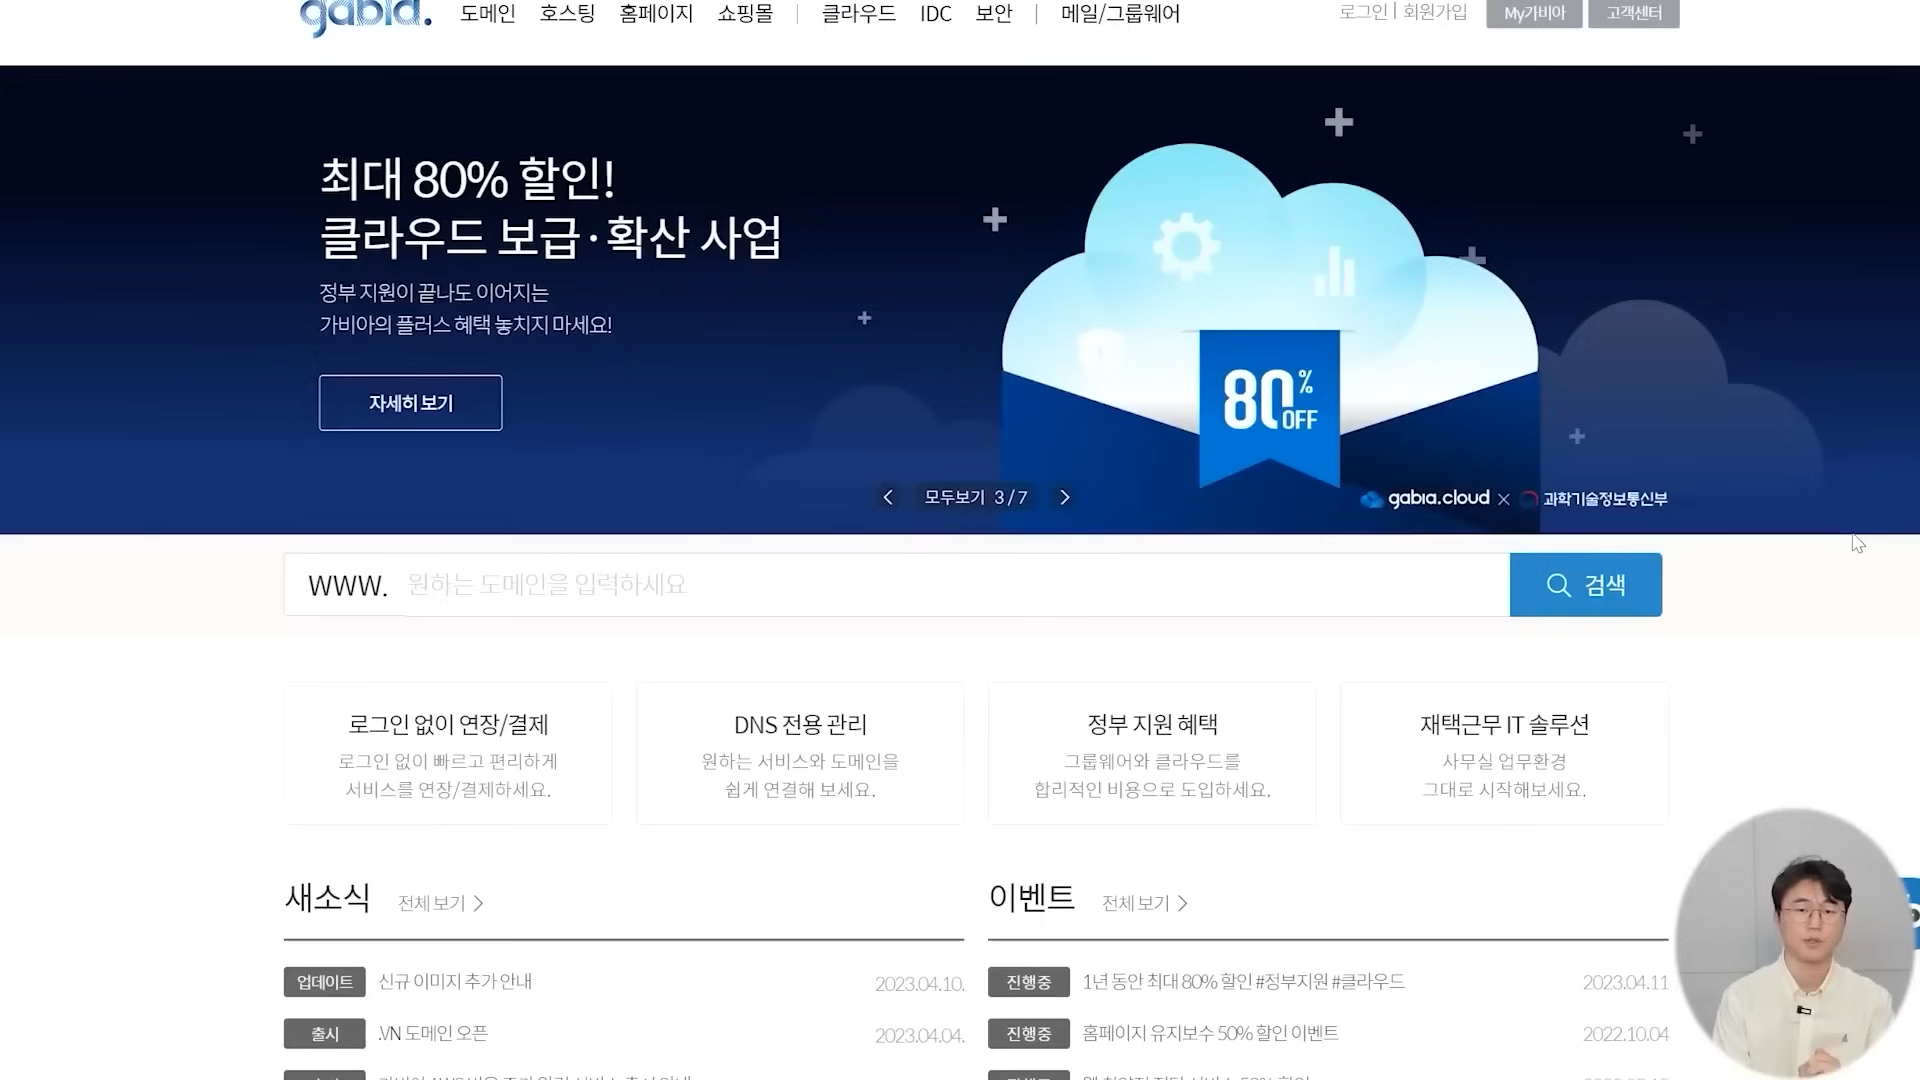 gabia. 도메인 호스팅 홈페이지 쇼핑몰 | 클라우드 IDC 보안 | 메일/그룹웨어 로그인 | 회원가입 My가비아 고객센터
최대 80% 할인!
클라우드 보급·확산 사업
정부 지원이 끝나도 이어지는
가비아의 플러스 혜택 놓치지 마세요!
자세히 보기
80% OFF
모두보기 3/7
gabia.cloud × 과학기술정보통신부
www. 원하는 도메인을 입력하세요 검색
로그인 없이 연장/결제
로그인 없이 빠르고 편리하게
서비스를 연장/결제하세요.
DNS 전용 관리
원하는 서비스와 도메인을
쉽게 연결해 보세요.
정부 지원 혜택
그룹웨어와 클라우드를
합리적인 비용으로 도입하세요.
재택근무 IT 솔루션
사무실 업무환경
그대로 시작해보세요.
새소식 전체 보기 >
업데이트 신규 이미지 추가 안내 2023.04.10.
출시 .VN 도메인 오픈 2023.04.04.
이벤트 전체 보기 >
진행중 1년 동안 최대 80% 할인 #정부지원 #클라우드 2023.04.11
진행중 홈페이지 유지보수 50% 할인 이벤트 2022.10.04